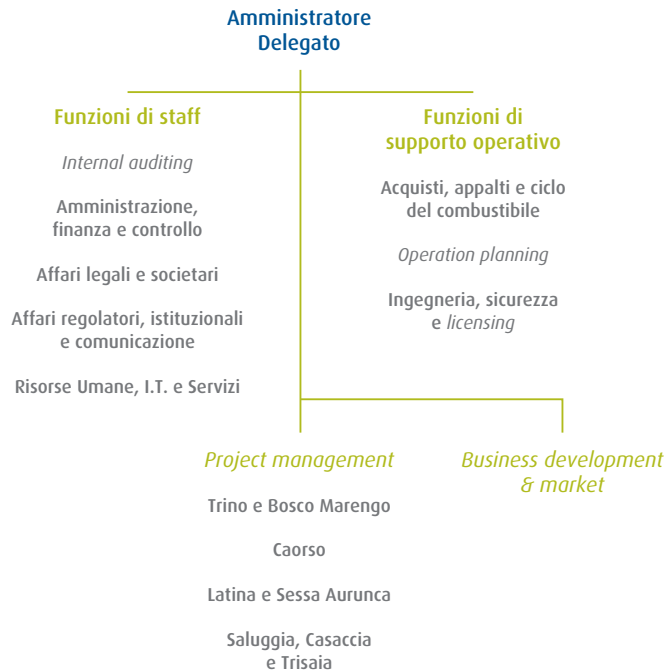 Amministratore
Delegato
Funzioni di staff
Internal auditing
Amministrazione,
finanza e controllo
Affari legali e societari
Affari regolatori, istituzionali
e comunicazione
Risorse Umane, I.T. e Servizi
Funzioni di
supporto operativo
Acquisti, appalti e ciclo
del combustibile
Operation planning
Ingegneria, sicurezza
e licensing
Project management
Trino e Bosco Marengo
Caorso
Latina e Sessa Aurunca
Saluggia, Casaccia
e Trisaia
Business development
& market